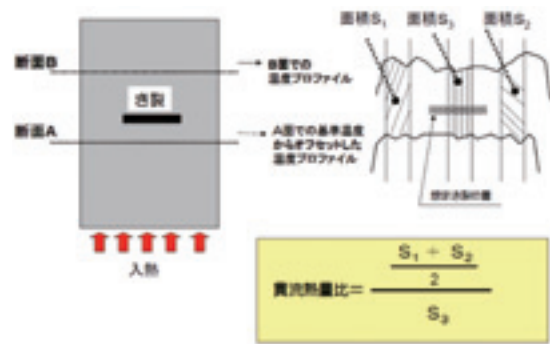 面積S₁ 面積S₃ 面積S₂
断面B
B面での
温度プロファイル
き裂
断面A
A面での基準温度
からオフセットした
温度プロファイル
入熱
貫流熱量比=
S₁ + S₂
2
S₃